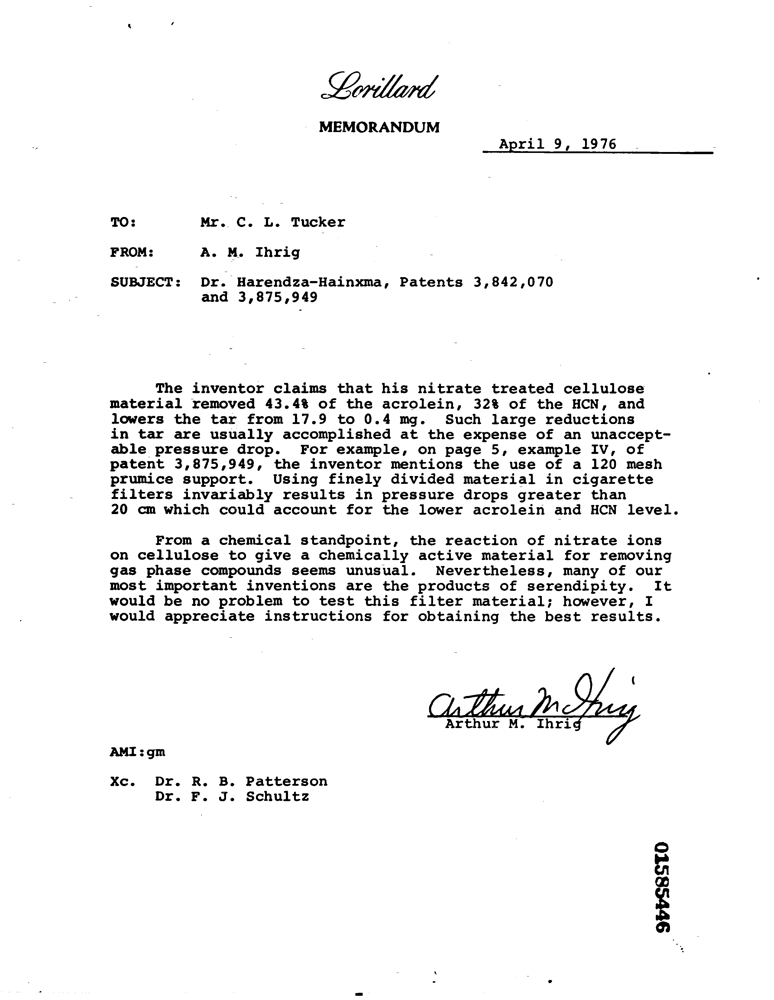 Lorillard
MEMORANDUM
April 9, 1976
TO: Mr. C. L. Tucker
FROM: A. M. Ihrig
SUBJECT: Dr. Harendza-Hainxma, Patents 3,842,070
and 3,875,949
The inventor claims that his nitrate treated cellulose
material removed 43.4% of the acrolein, 32% of the HCN, and
lowers the tar from 17.9 to 0.4 mg. Such large reductions
in tar are usually accomplished at the expense of an unaccept-
able pressure drop. For example, on page 5, example IV, of
patent 3,875,949, the inventor mentions the use of a 120 mesh
prumice support. Using finely divided material in cigarette
filters invariably results in pressure drops greater than
20 cm which could account for the lower acrolein and HCN level.
From a chemical standpoint, the reaction of nitrate ions
on cellulose to give a chemically active material for removing
gas phase compounds seems unusual. Nevertheless, many of our
most important inventions are the products of serendipity. It
would be no problem to test this filter material; however, I
would appreciate instructions for obtaining the best results.
Arthur M Ihrig
Arthur M. Ihrig
AMI:gm
Xc. Dr. R. B. Patterson
Dr. F. J. Schultz
01585446